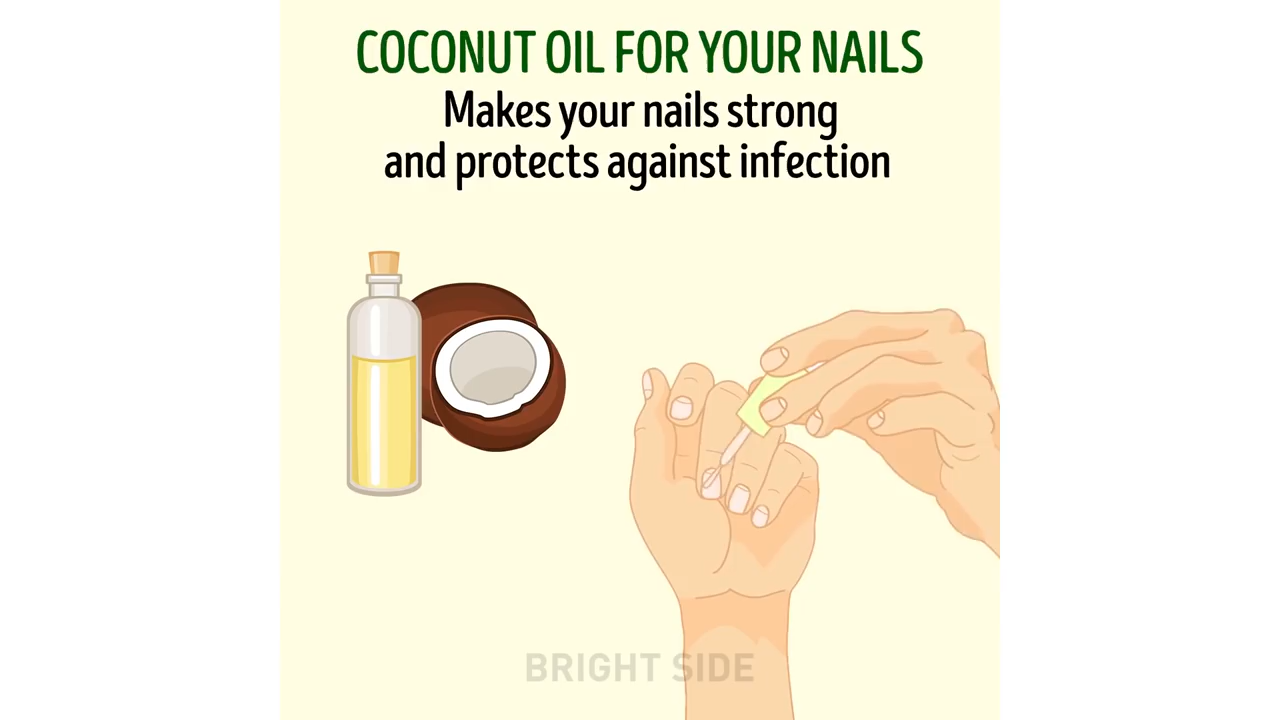 COCONUT OIL FOR YOUR NAILS
Makes your nails strong
and protects against infection
BRIGHT SIDE